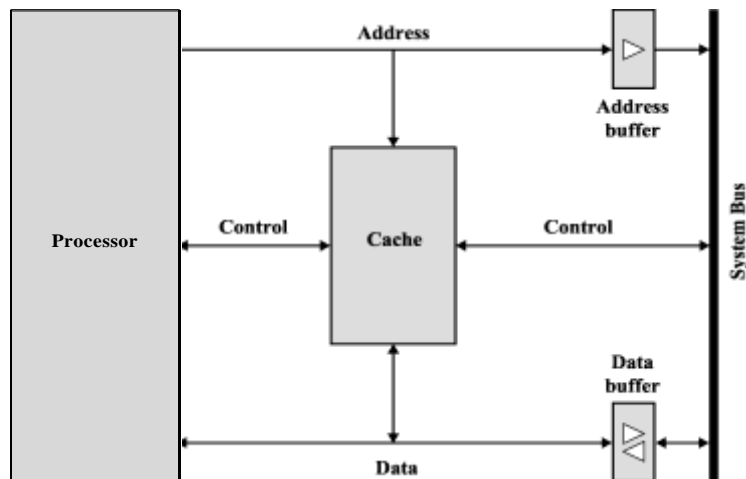 Address
Address
buffer
Processor
Control
Cache
Control
System Bus
Data
buffer
Data